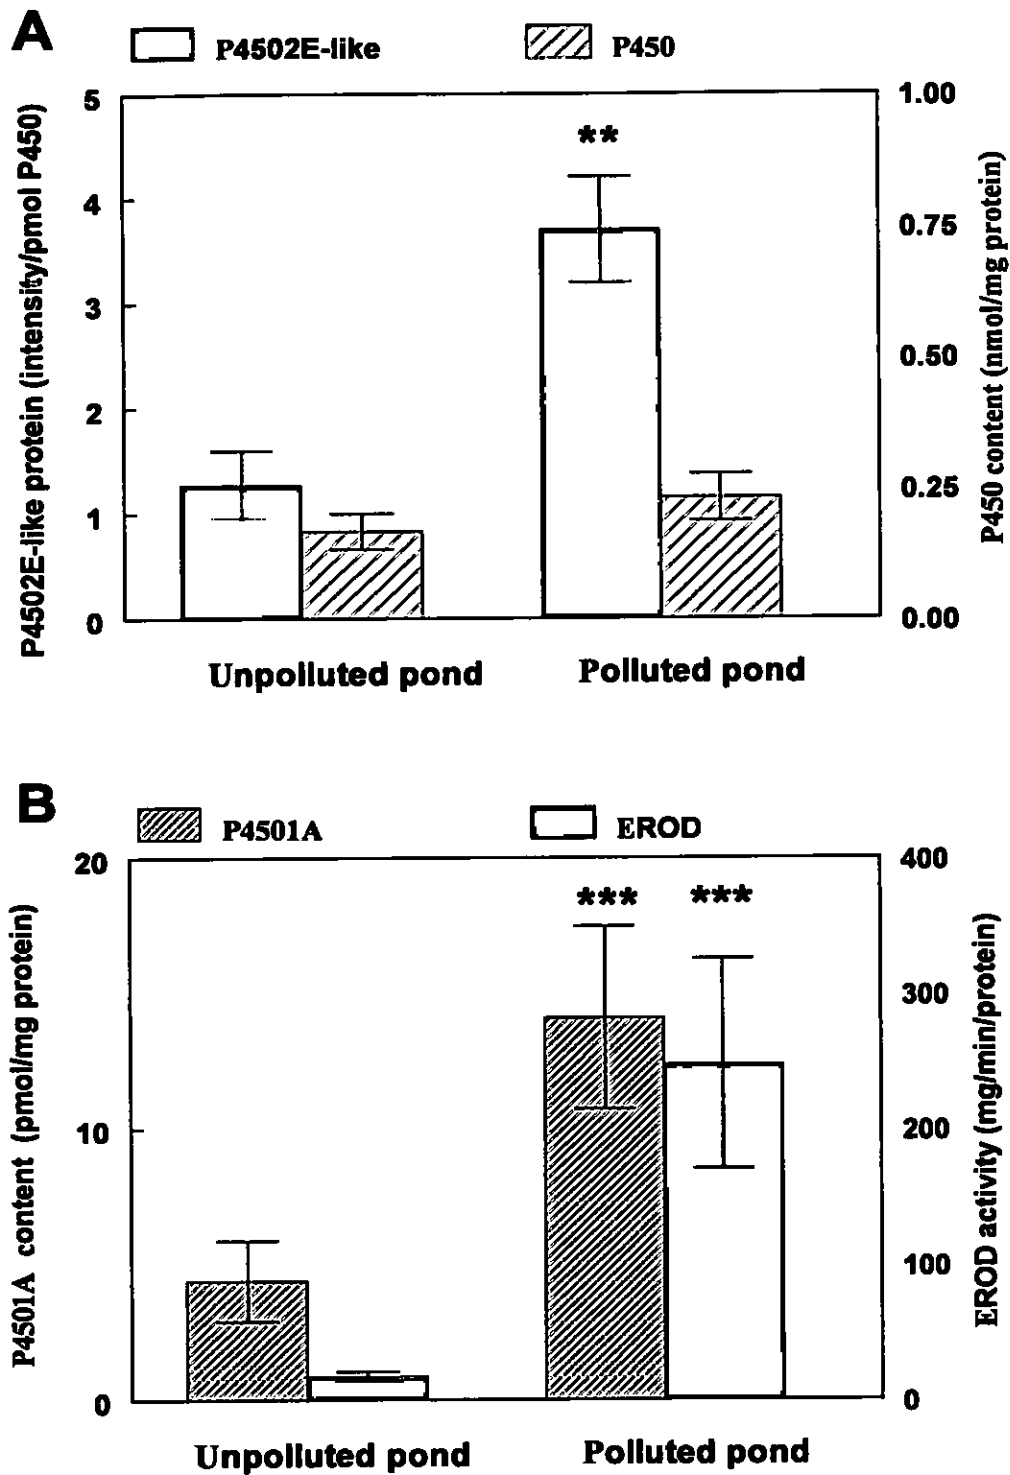 A
P4502E-like P450
P4502E-like protein (intensity/pmol P450)
5
4
3
2
1
0
**
1.00
0.75
0.50
0.25
0.00
P450 content (nmol/mg protein)
Unpolluted pond Polluted pond
B
P4501A EROD
P4501A content (pmol/mg protein)
20
10
0
*** ***
400
300
200
100
0
EROD activity (mg/min/protein)
Unpolluted pond Polluted pond